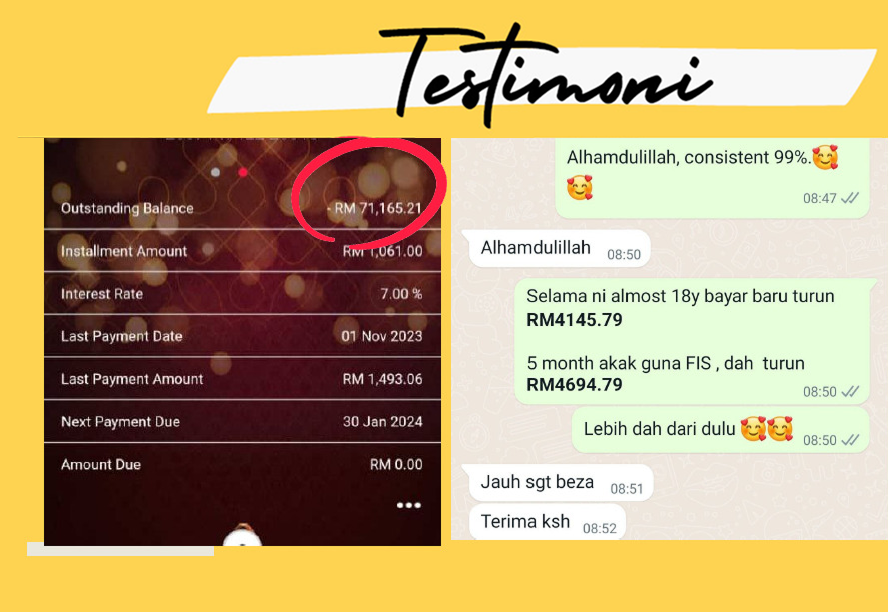 Testimoni
Outstanding Balance - RM 71,165.21
Installment Amount RM 1,061.00
Interest Rate 7.00 %
Last Payment Date 01 Nov 2023
Last Payment Amount RM 1,493.06
Next Payment Due 30 Jan 2024
Amount Due RM 0.00
Alhamdulillah, consistent 99%.🥰
🥰
08:47
Alhamdulillah 08:50
Selama ni almost 18y bayar baru turun
RM4145.79
5 month akak guna FIS , dah turun
RM4694.79
08:50
Lebih dah dari dulu 🥰🥰 08:50
Jauh sgt beza 08:51
Terima ksh 08:52